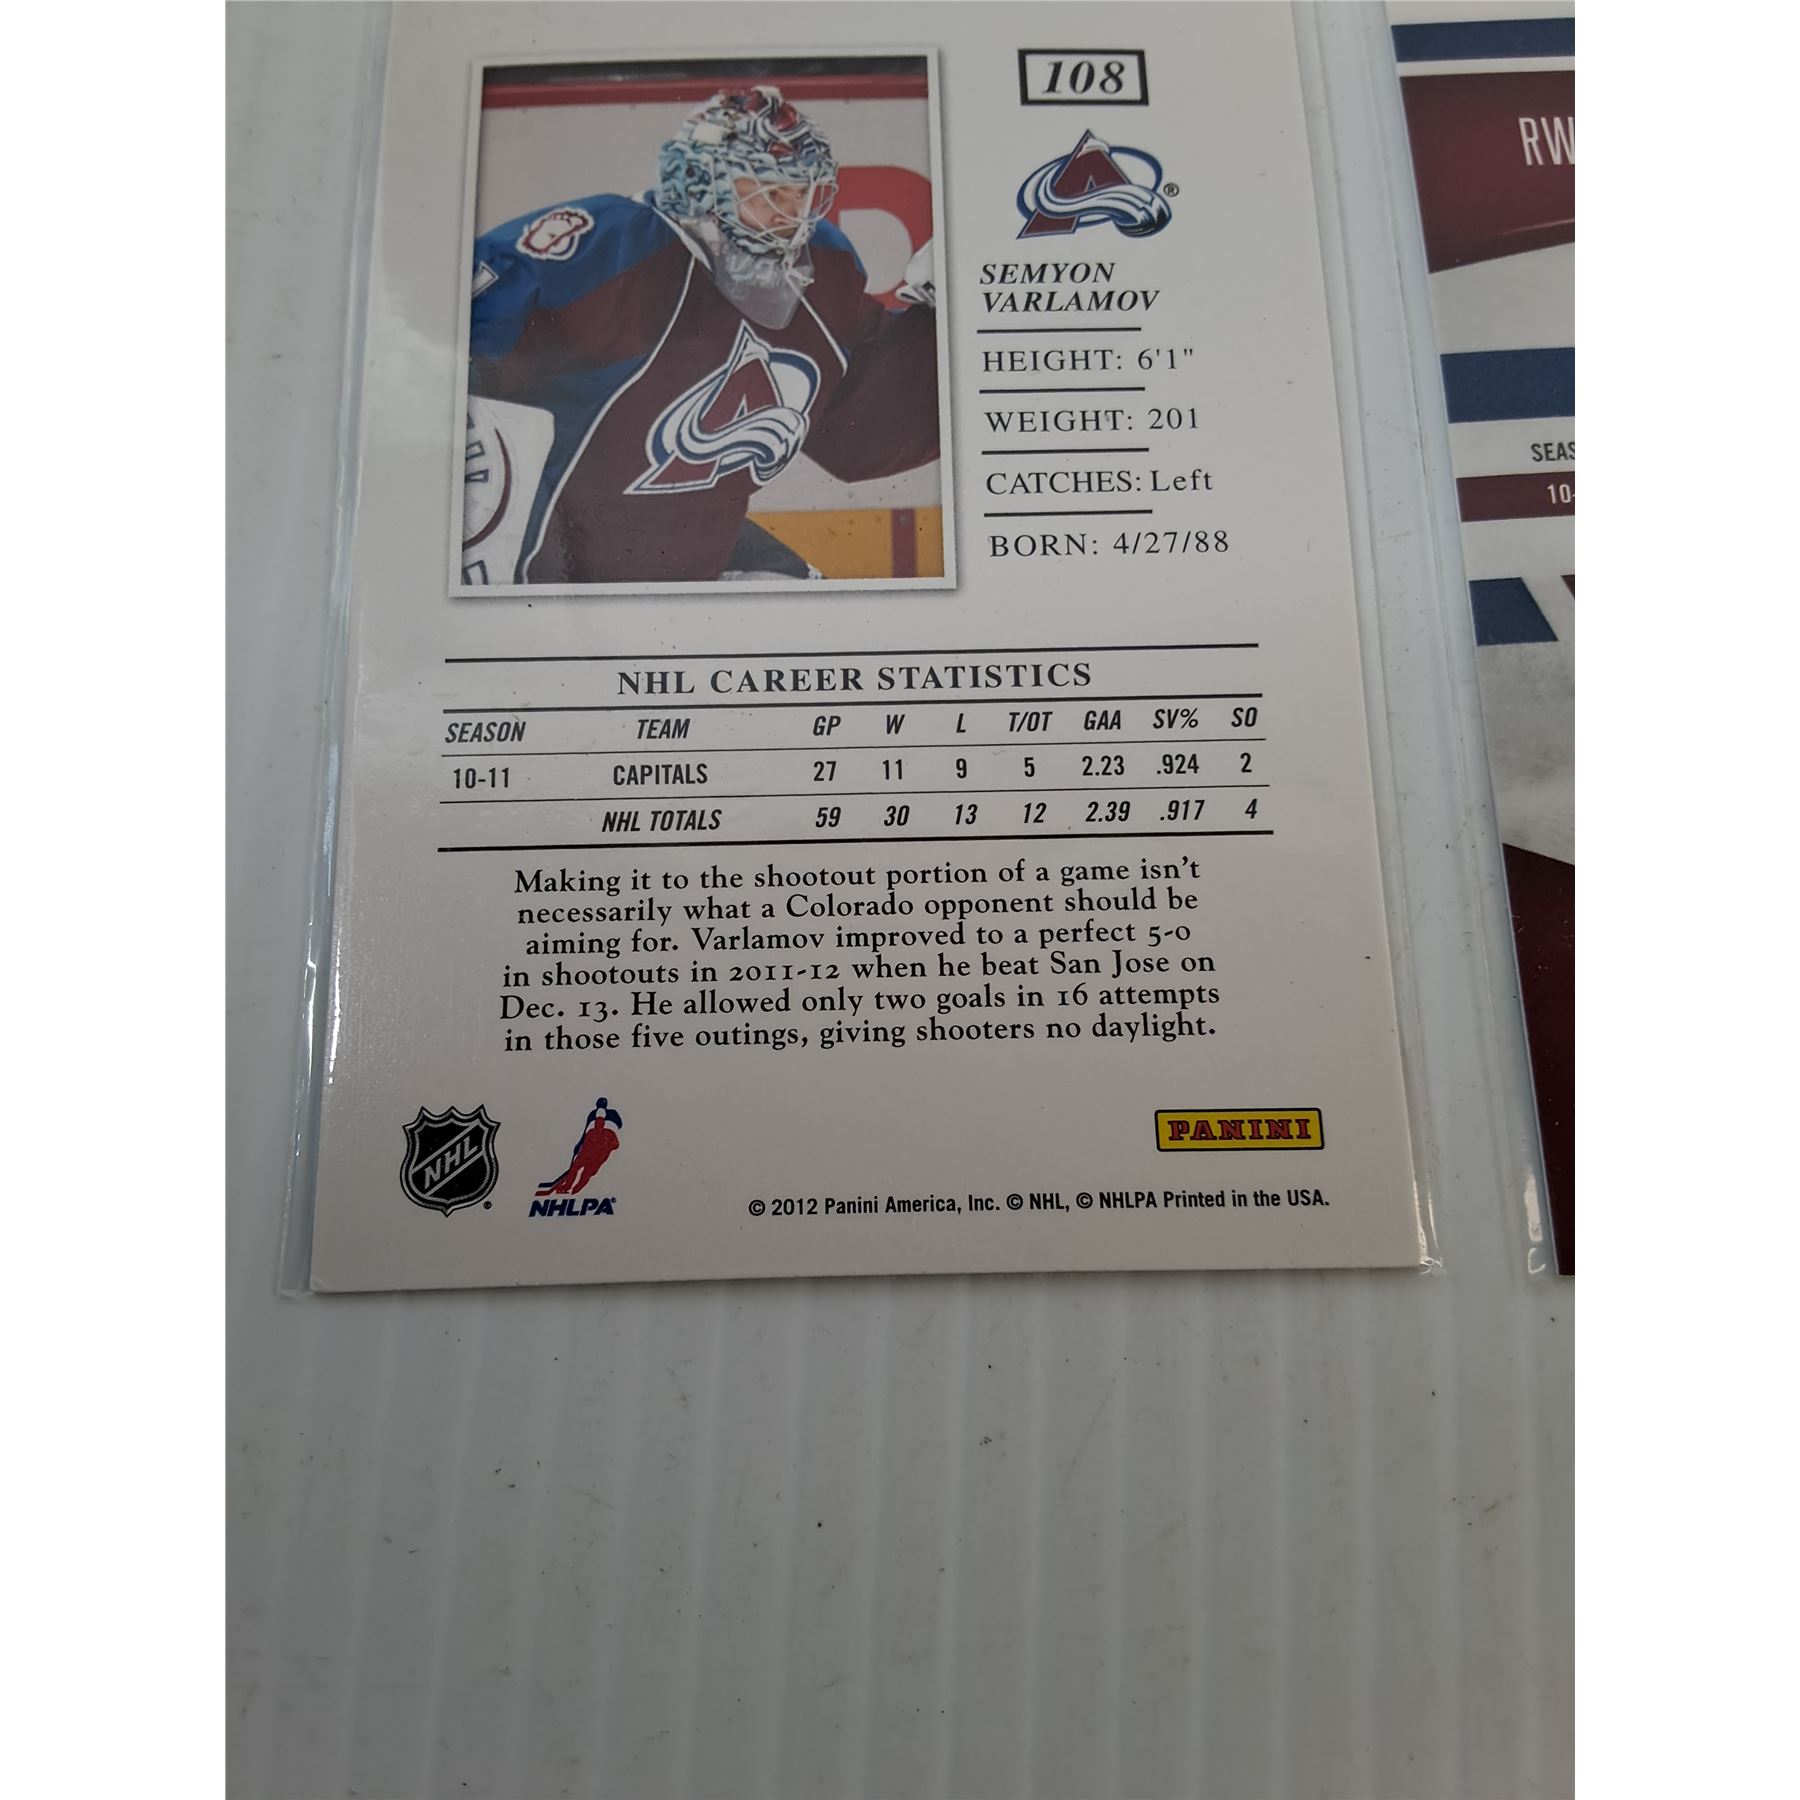 108
®
SEMYON
VARLAMOV
HEIGHT: 6'1"
WEIGHT: 201
CATCHES: Left
BORN: 4/27/88
NHL CAREER STATISTICS
SEASON TEAM GP W L T/OT GAA SV% SO
10-11 CAPITALS 27 11 9 5 2.23 .924 2
NHL TOTALS 59 30 13 12 2.39 .917 4
Making it to the shootout portion of a game isn't
necessarily what a Colorado opponent should be
aiming for. Varlamov improved to a perfect 5-0
in shootouts in 2011-12 when he beat San Jose on
Dec. 13. He allowed only two goals in 16 attempts
in those five outings, giving shooters no daylight.
NHL
NHLPA
PANINI
© 2012 Panini America, Inc. © NHL, © NHLPA Printed in the USA.
RW
SEAS
10-